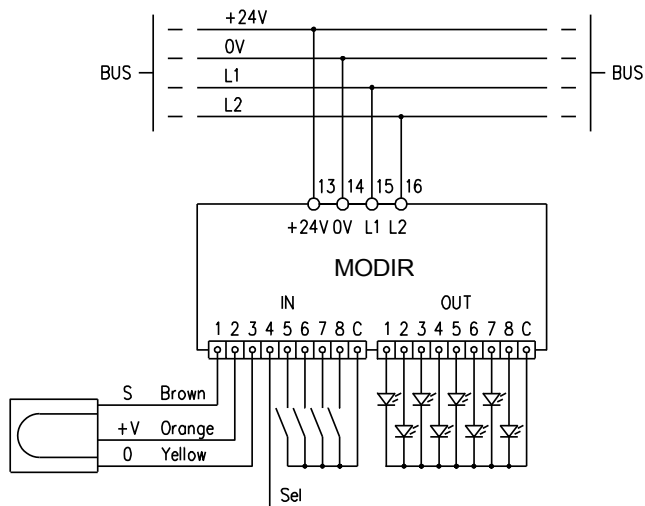 +24V
0V
BUS
BUS
L1
L2
13 14 15 16
+24V 0V L1 L2
MODIR
IN OUT
1 2 3 4 5 6 7 8 C 1 2 3 4 5 6 7 8 C
S Brown
+V Orange
0 Yellow
Sel